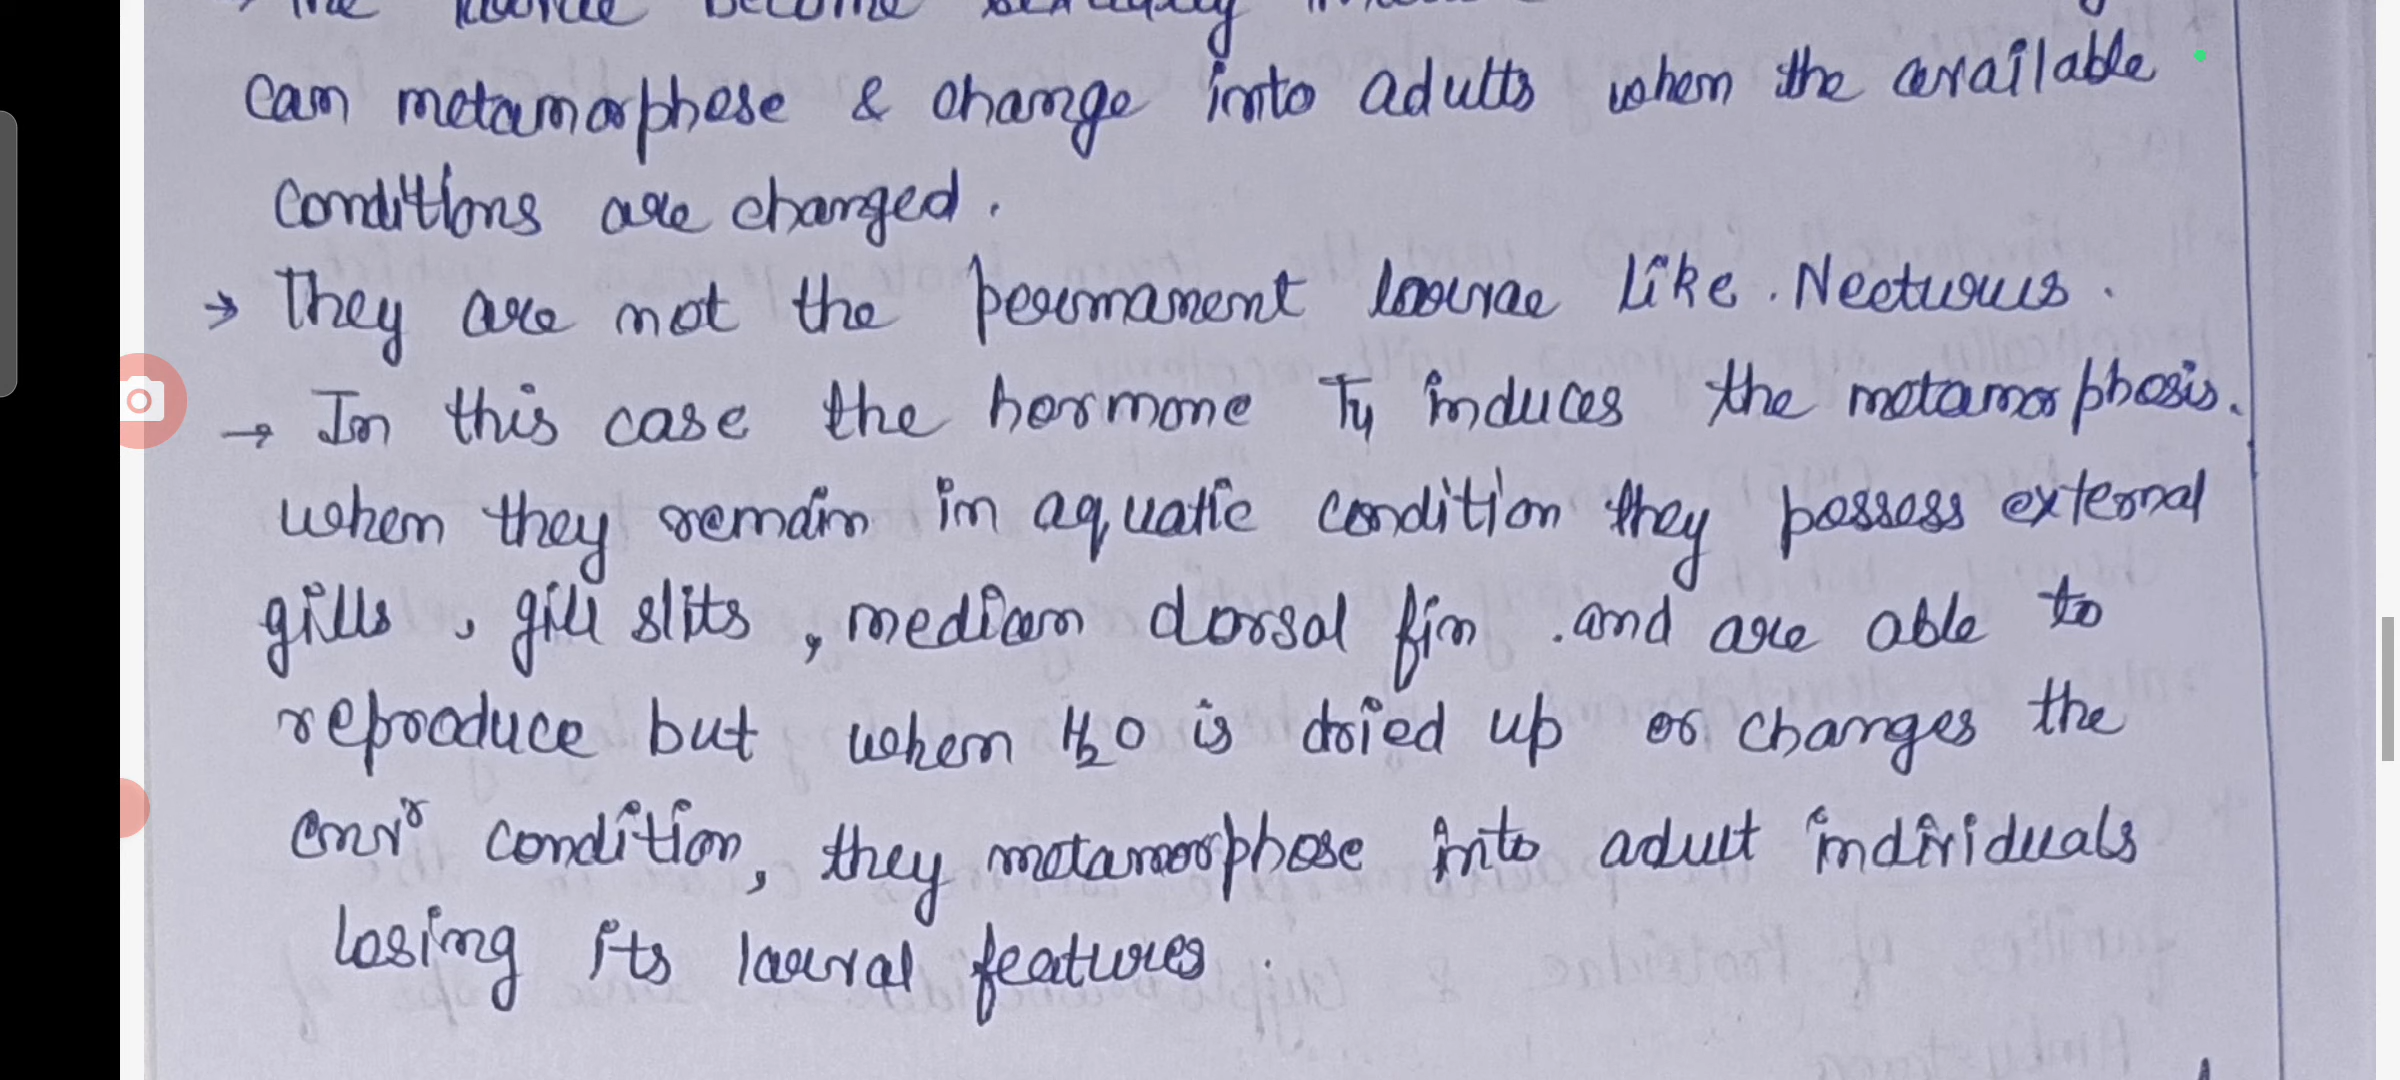 can metamorphose & change into adults when the available
conditions are changed.
→ They are not the permanent larvae like . Necturus .
→ In this case the hormone T4 induces the metamorphosis.
when they remain in aquatic condition they possess external
gills, gill slits, median dorsal fin .and are able to
reproduce but when H2O is dried up or changes the
envr condition, they metamorphose into adult individuals
losing its larval features .